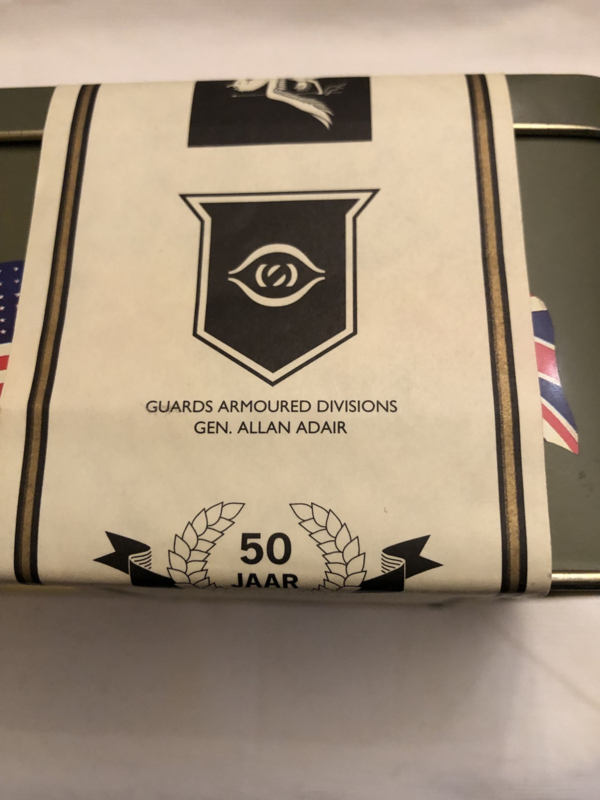 GUARDS ARMOURED DIVISIONS
GEN. ALLAN ADAIR
50
JAAR